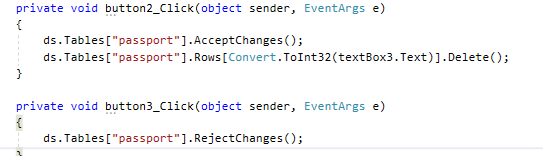 private void button2_Click(object sender, EventArgs e)
{
ds.Tables["passport"].AcceptChanges();
ds.Tables["passport"].Rows[Convert.ToInt32(textBox3.Text)].Delete();
}
private void button3_Click(object sender, EventArgs e)
{
ds.Tables["passport"].RejectChanges();
}